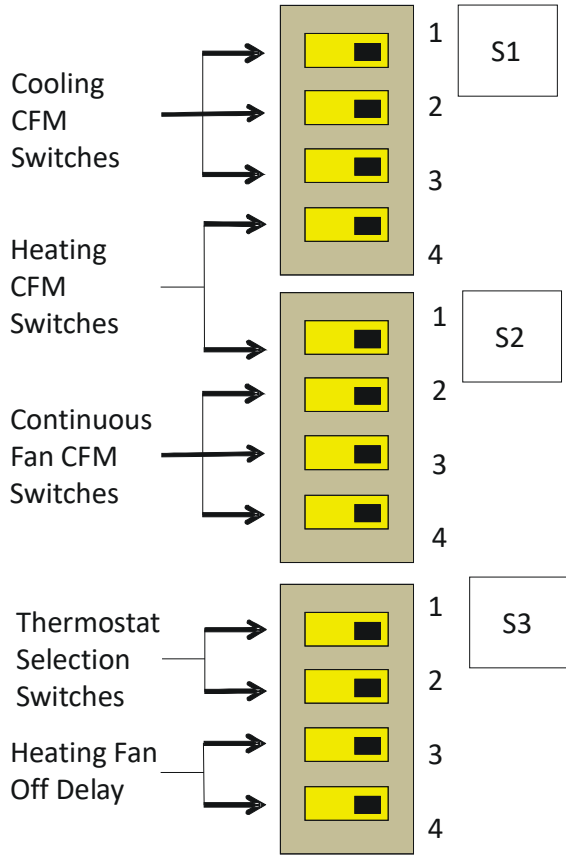 Cooling
CFM
Switches
1
2
3
4
S1
Heating
CFM
Switches
1
2
3
4
S2
Continuous
Fan CFM
Switches
Thermostat
Selection
Switches
1
2
3
4
S3
Heating Fan
Off Delay